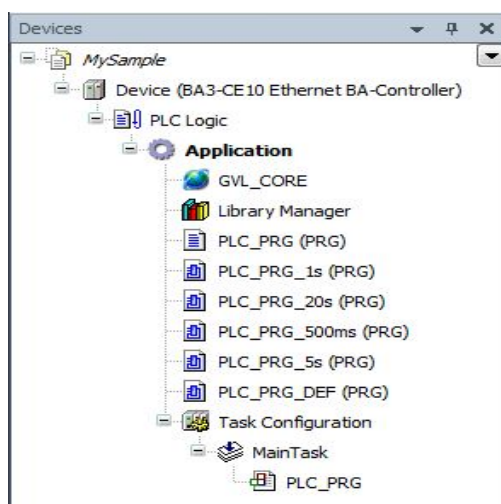 Devices
MySample
Device (BA3-CE10 Ethernet BA-Controller)
PLC Logic
Application
GVL_CORE
Library Manager
PLC_PRG (PRG)
PLC_PRG_1s (PRG)
PLC_PRG_20s (PRG)
PLC_PRG_500ms (PRG)
PLC_PRG_5s (PRG)
PLC_PRG_DEF (PRG)
Task Configuration
MainTask
PLC_PRG